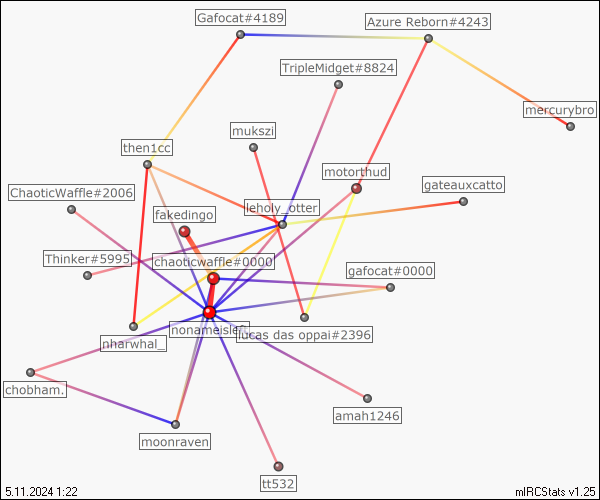 Gafocat#4189
Azure Reborn#4243
TripleMidget#8824
mercurybro
mukszi
then1cc
motorthud
gateauxcatto
ChaoticWaffle#2006
fakedingo
leholy_otter
Thinker#5995
chaoticwaffle#0000
gafocat#0000
nonameisleft
lucas das oppai#2396
nharwhal_
chobham.
amah1246
moonraven
tt532
5.11.2024 1:22
mIRCStats v1.25